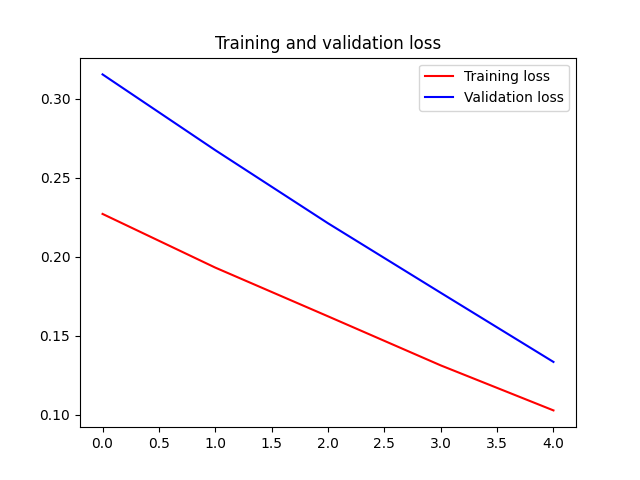 Training and validation loss
Training loss
Validation loss
0.30
0.25
0.20
0.15
0.10
0.0 0.5 1.0 1.5 2.0 2.5 3.0 3.5 4.0